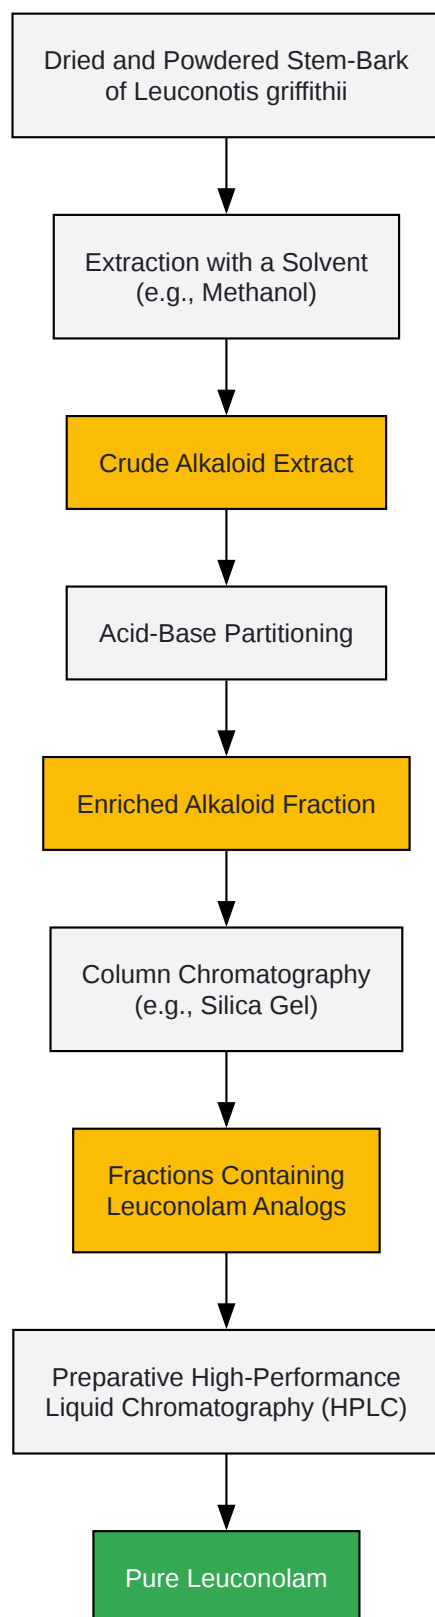 Dried and Powdered Stem-Bark
of Leuconotis griffithii
Extraction with a Solvent
(e.g., Methanol)
Crude Alkaloid Extract
Acid-Base Partitioning
Enriched Alkaloid Fraction
Column Chromatography
(e.g., Silica Gel)
Fractions Containing
Leuconolam Analogs
Preparative High-Performance
Liquid Chromatography (HPLC)
Pure Leuconolam